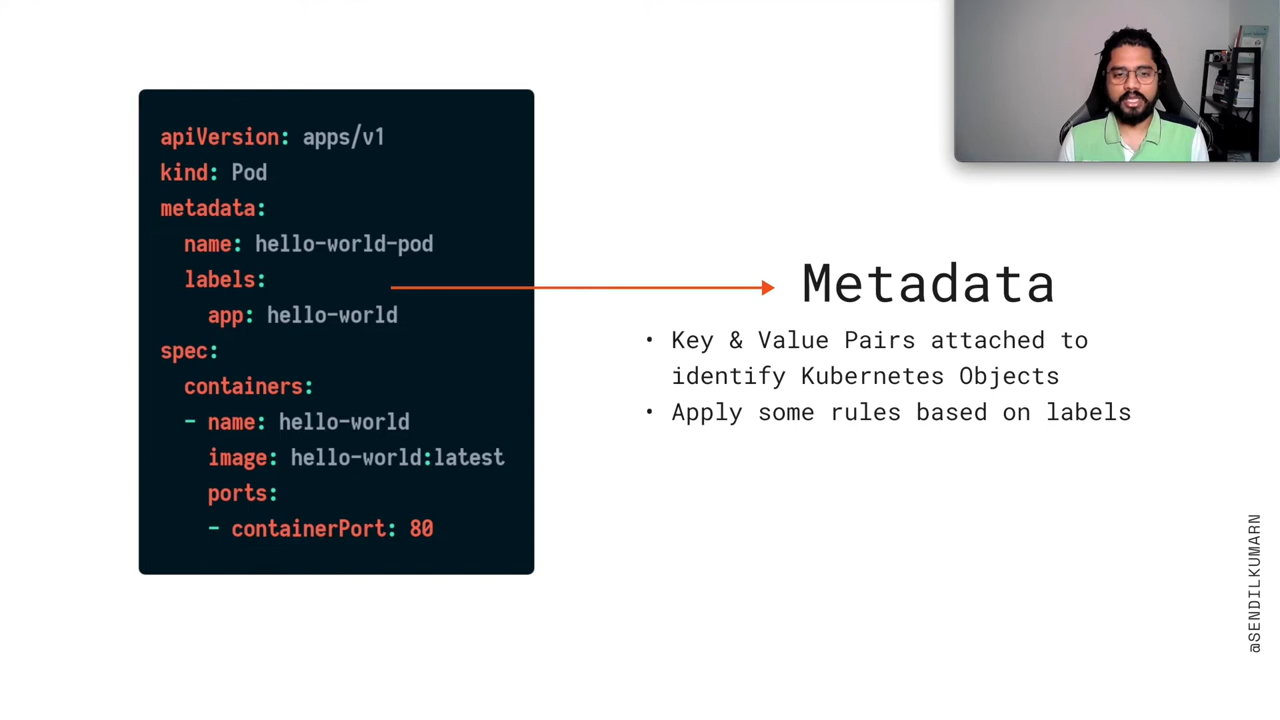 apiVersion: apps/v1
kind: Pod
metadata:
  name: hello-world-pod
  labels:
    app: hello-world
spec:
  containers:
  - name: hello-world
    image: hello-world:latest
    ports:
    - containerPort: 80
Metadata
• Key & Value Pairs attached to
identify Kubernetes Objects
• Apply some rules based on labels
@SENDILKUMARN